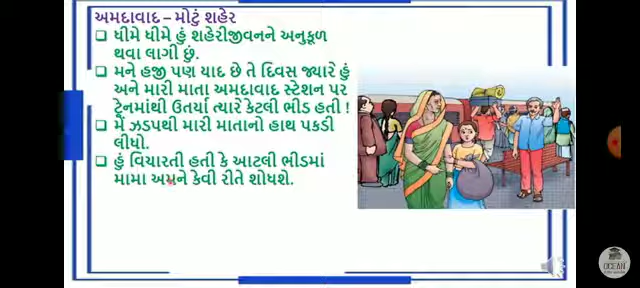 અમદાવાદ – મોટું શહેર
❑ ધીમે ધીમે હું શહેરીજીવનને અનુકૂળ
થવા લાગી છું.
❑ મને હજી પણ યાદ છે તે દિવસ જ્યારે હું
અને મારી માતા અમદાવાદ સ્ટેશન પર
ટ્રેનમાંથી ઉતર્યા ત્યારે કેટલી ભીડ હતી !
❑ મેં ઝડપથી મારી માતાનો હાથ પકડી
લીધો.
❑ હું વિચારતી હતી કે આટલી ભીડમાં
મામા અમને કેવી રીતે શોધશે.
OCEAN